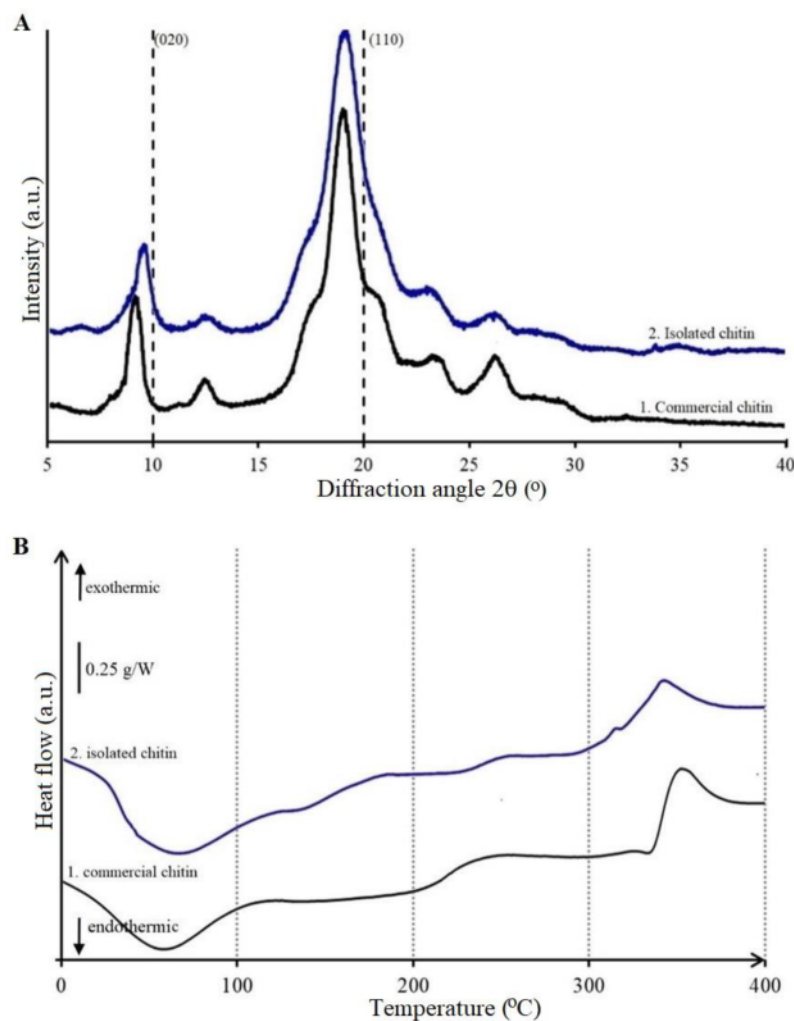 A
(020)
(110)
Intensity (a.u.)
2. Isolated chitin
1. Commercial chitin
5 10 15 20 25 30 35 40
Diffraction angle 2θ (º)
B
exothermic
0.25 g/W
Heat flow (a.u.)
2. isolated chitin
1. commercial chitin
endothermic
0 100 200 300 400
Temperature (ºC)